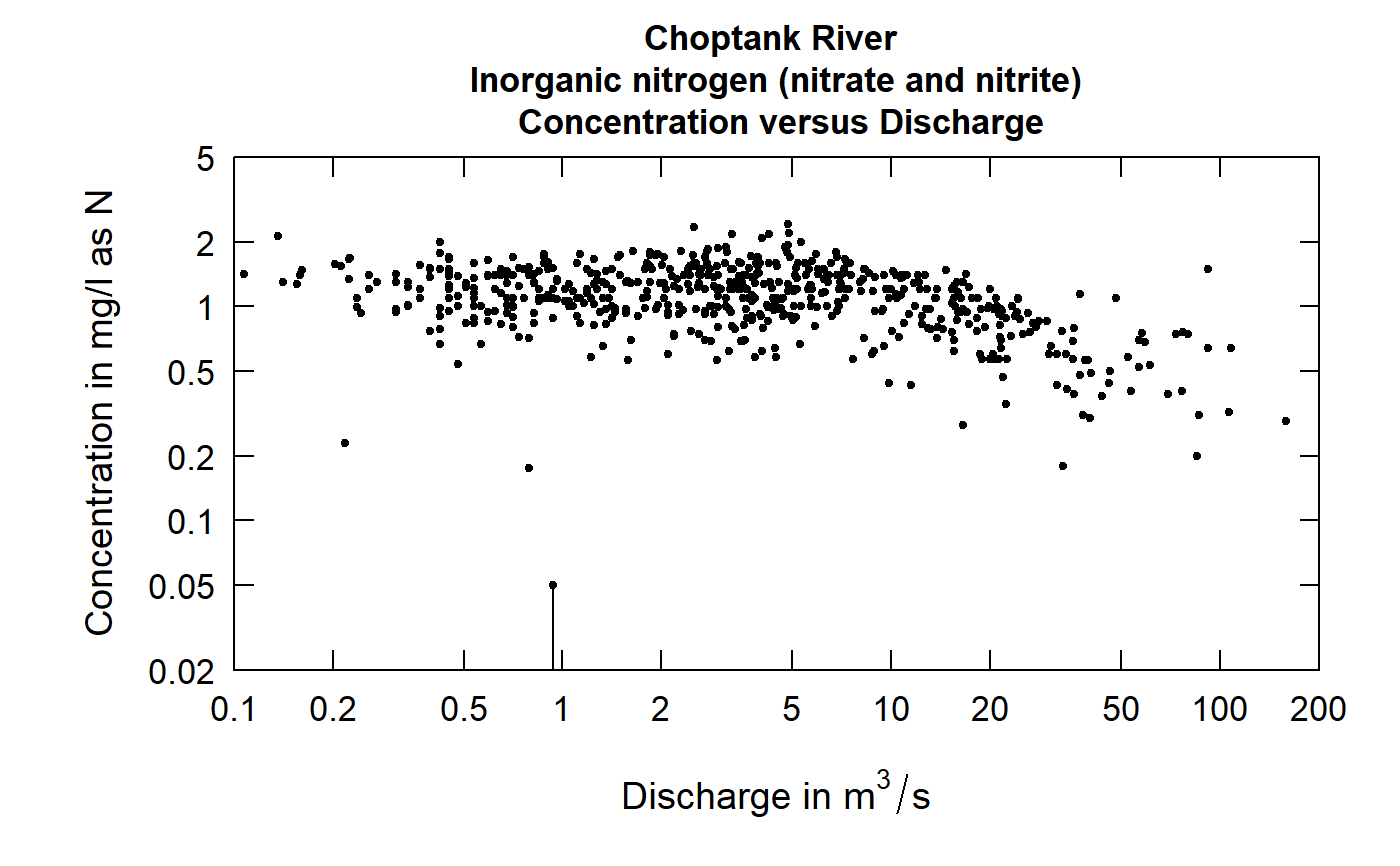 Choptank River
Inorganic nitrogen (nitrate and nitrite)
Concentration versus Discharge
Concentration in mg/l as N
5
2
1
0.5
0.2
0.1
0.05
0.02
0.1 0.2 0.5 1 2 5 10 20 50 100 200
Discharge in m³/s